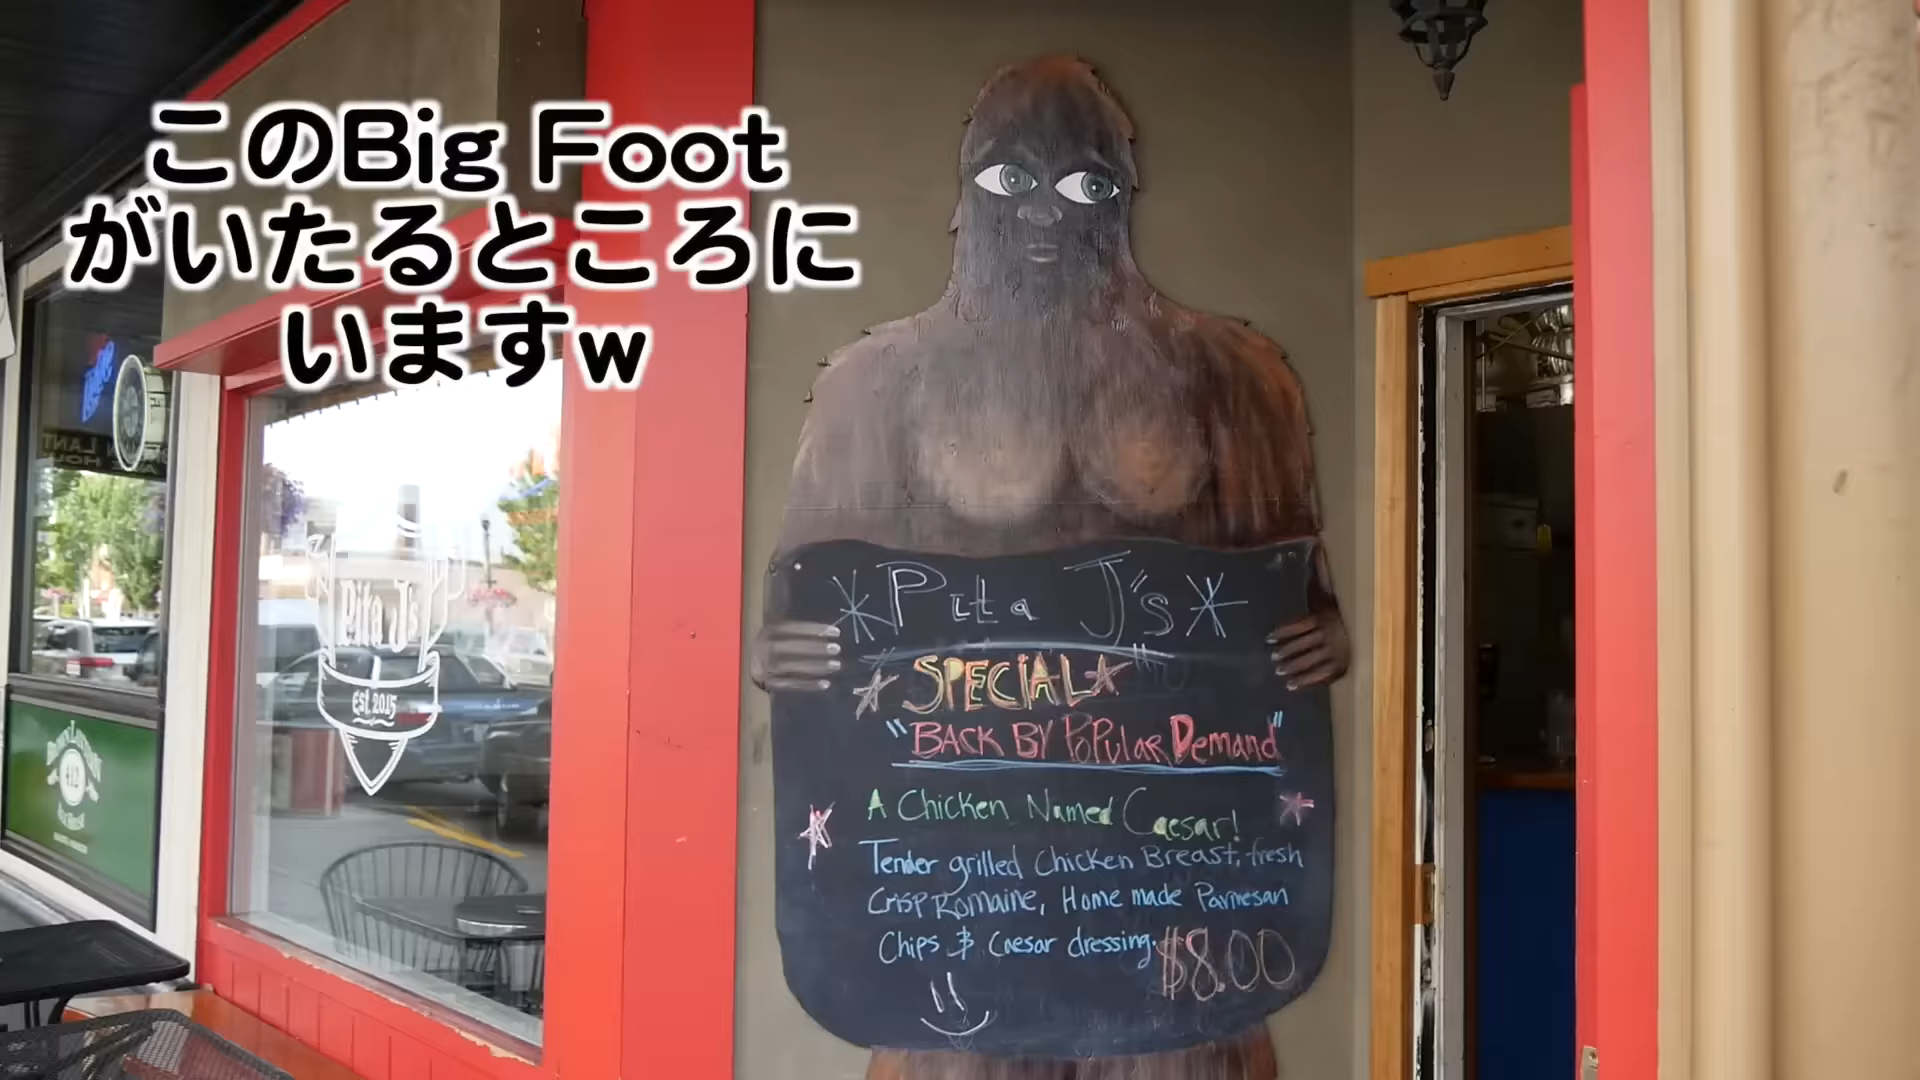 このBig Foot
がいたるところに
いますw
Pita J's
Est. 2015
*Pita J's*
SPECIAL
"BACK BY POPULAR Demand"
A Chicken Named Caesar!
Tender grilled Chicken Breast, fresh
Crisp Romaine, Home made Parmesan
Chips & Caesar dressing.
$8.00